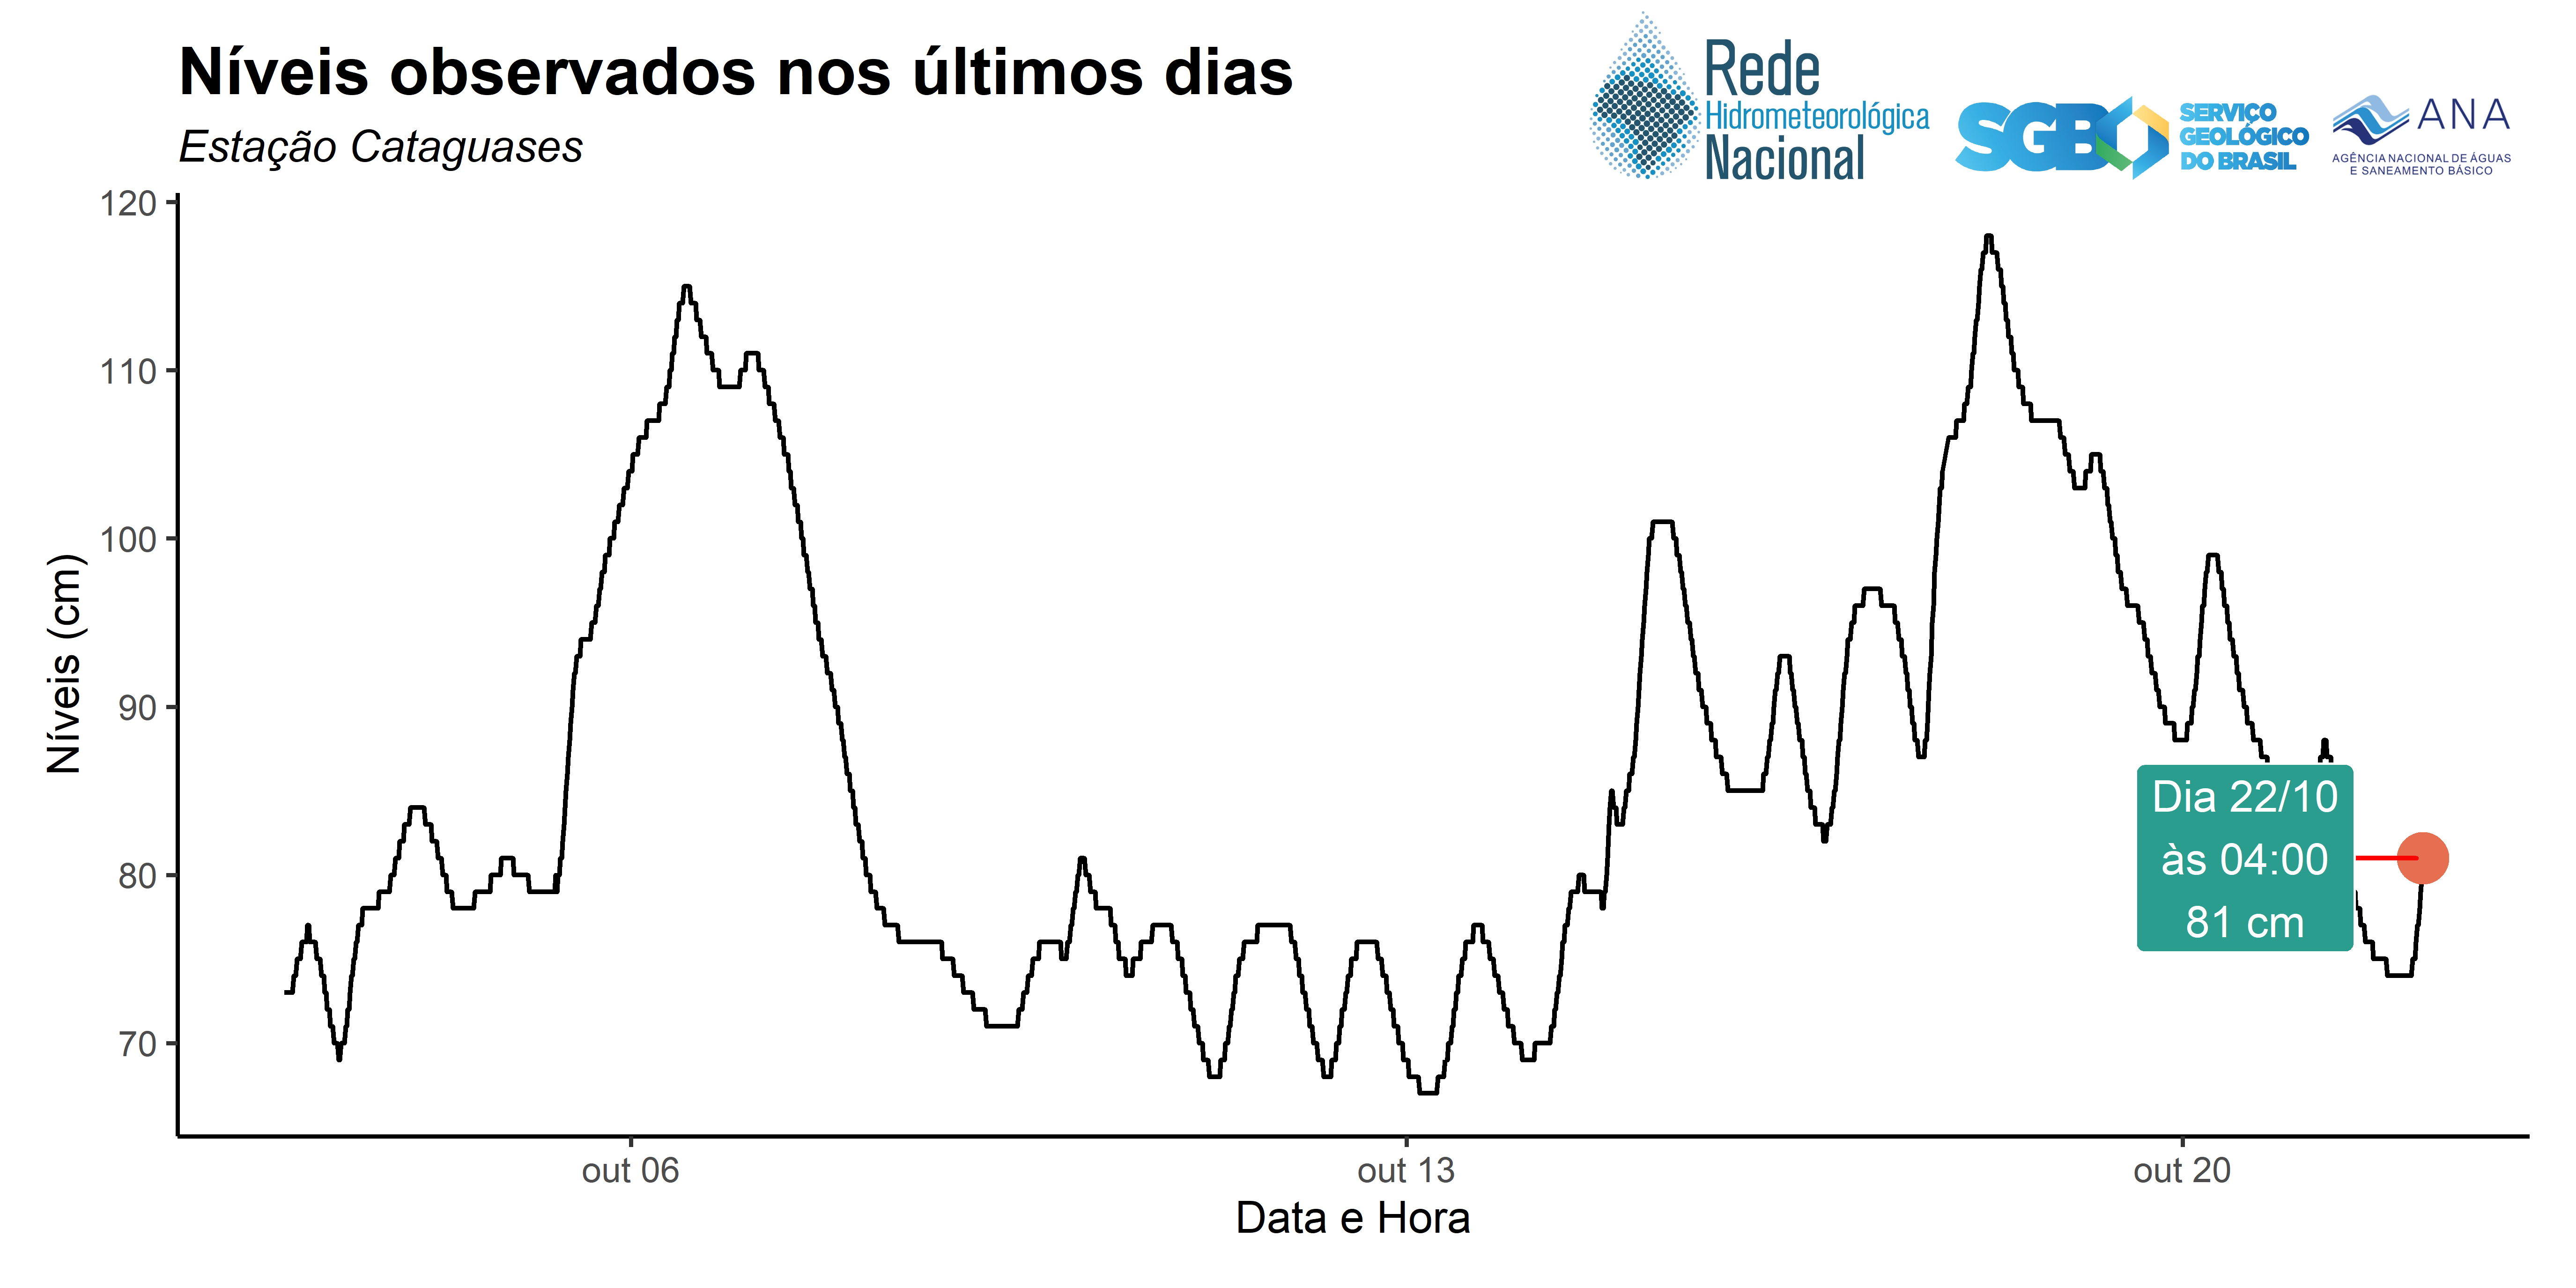 Níveis observados nos últimos dias
Estação Cataguases
Rede
Hidrometeorológica
Nacional
SGB
SERVIÇO
GEOLÓGICO
DO BRASIL
ANA
AGÊNCIA NACIONAL DE ÁGUAS
E SANEAMENTO BÁSICO
120
110
100
90
80
70
Níveis (cm)
Dia 22/10
às 04:00
81 cm
out 06
out 13
out 20
Data e Hora